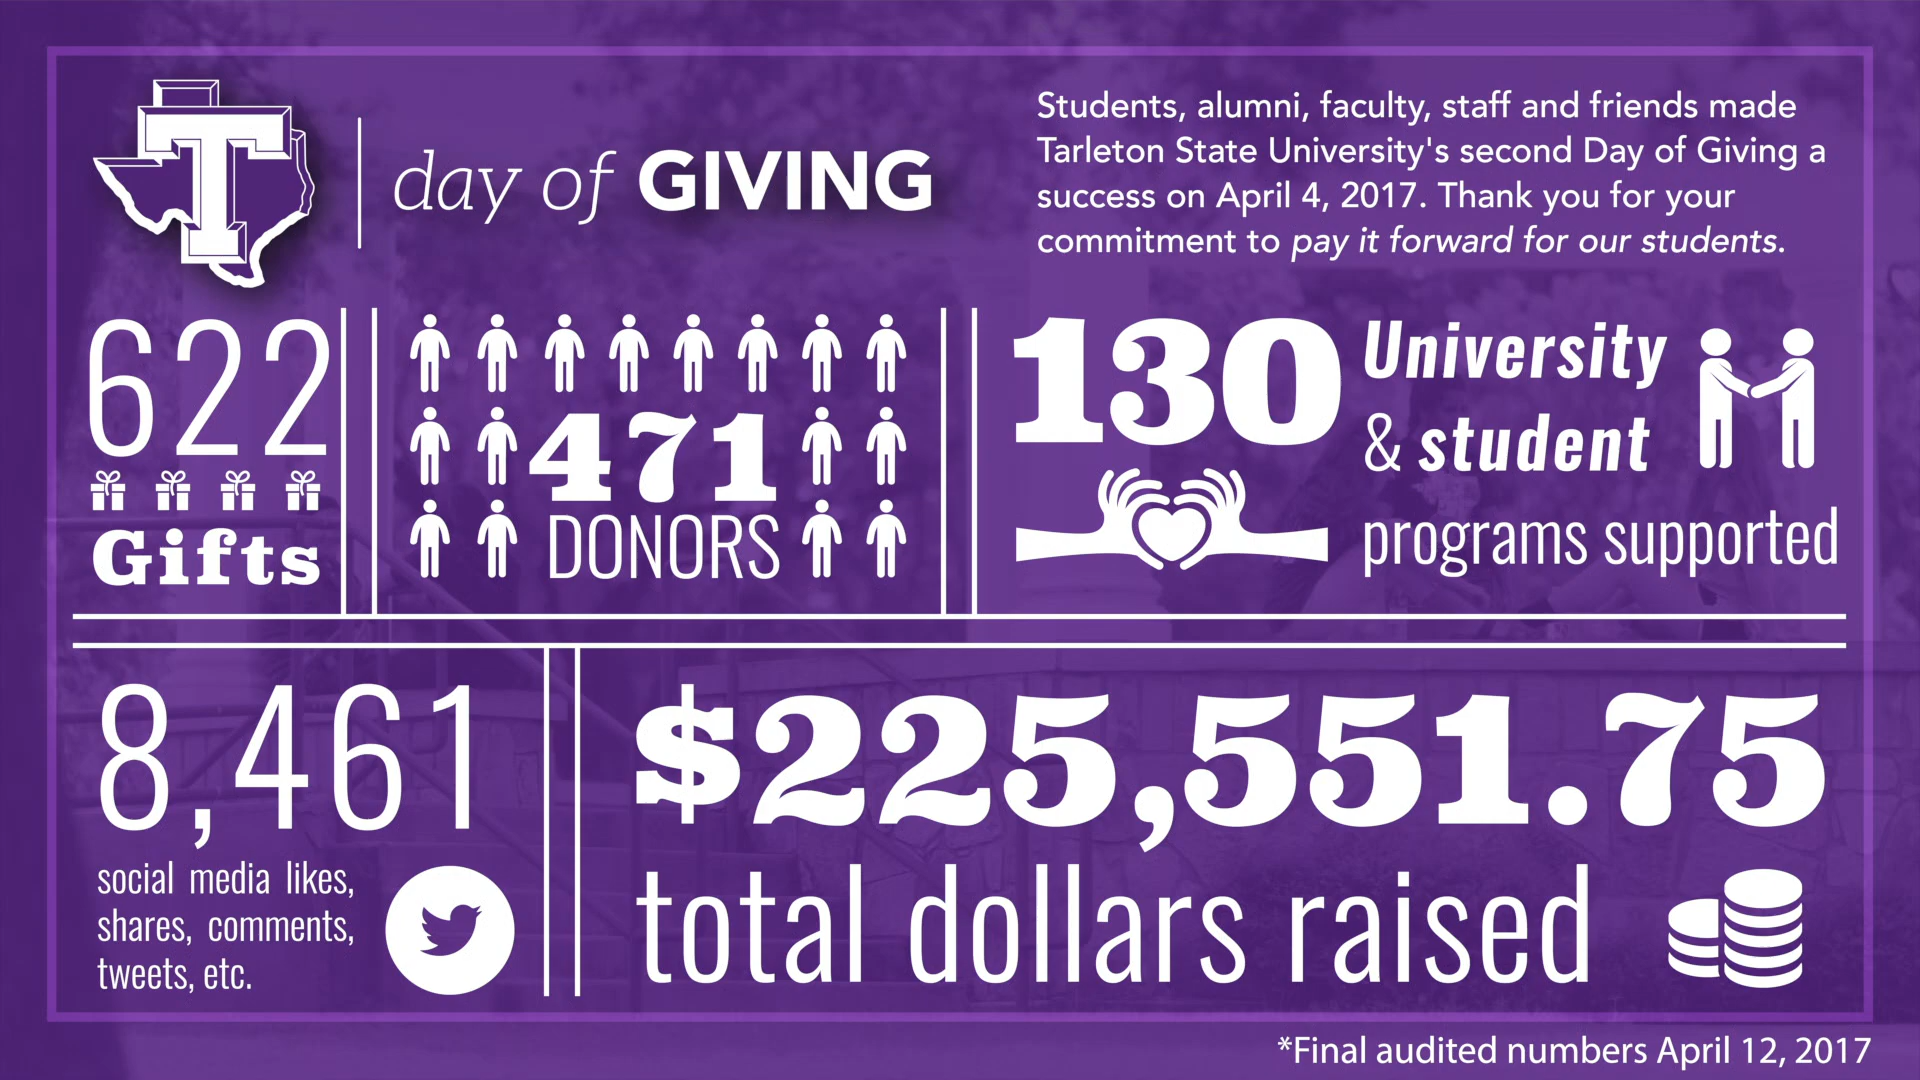 T
day of GIVING
Students, alumni, faculty, staff and friends made
Tarleton State University's second Day of Giving a
success on April 4, 2017. Thank you for your
commitment to pay it forward for our students.
622
Gifts
471
DONORS
130
University
& student
programs supported
8,461
social media likes,
shares, comments,
tweets, etc.
$225,551.75
total dollars raised
*Final audited numbers April 12, 2017